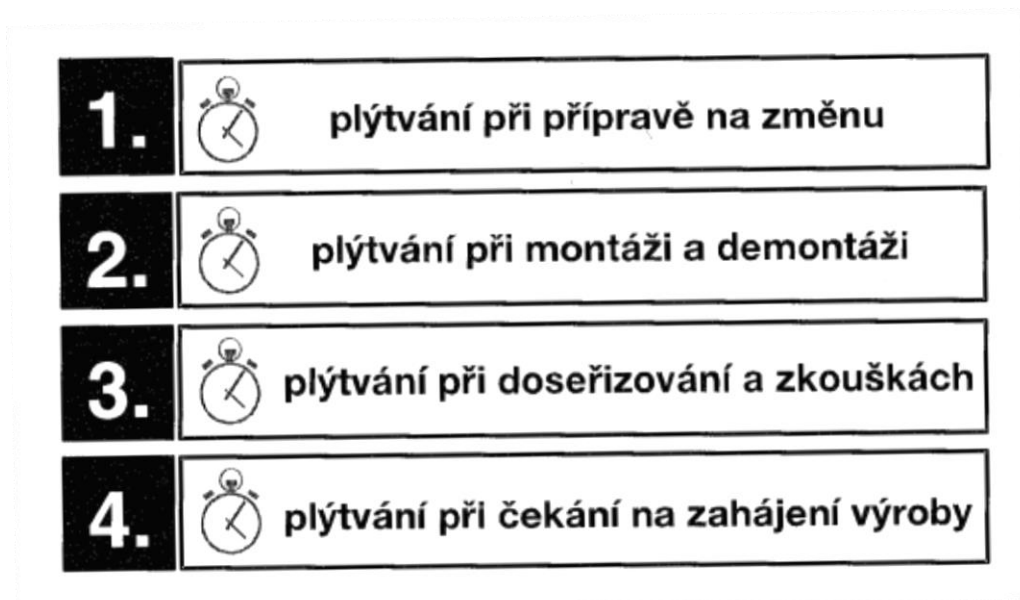 1. plýtvání při přípravě na změnu
2. plýtvání při montáži a demontáži
3. plýtvání při doseřizování a zkouškách
4. plýtvání při čekání na zahájení výroby